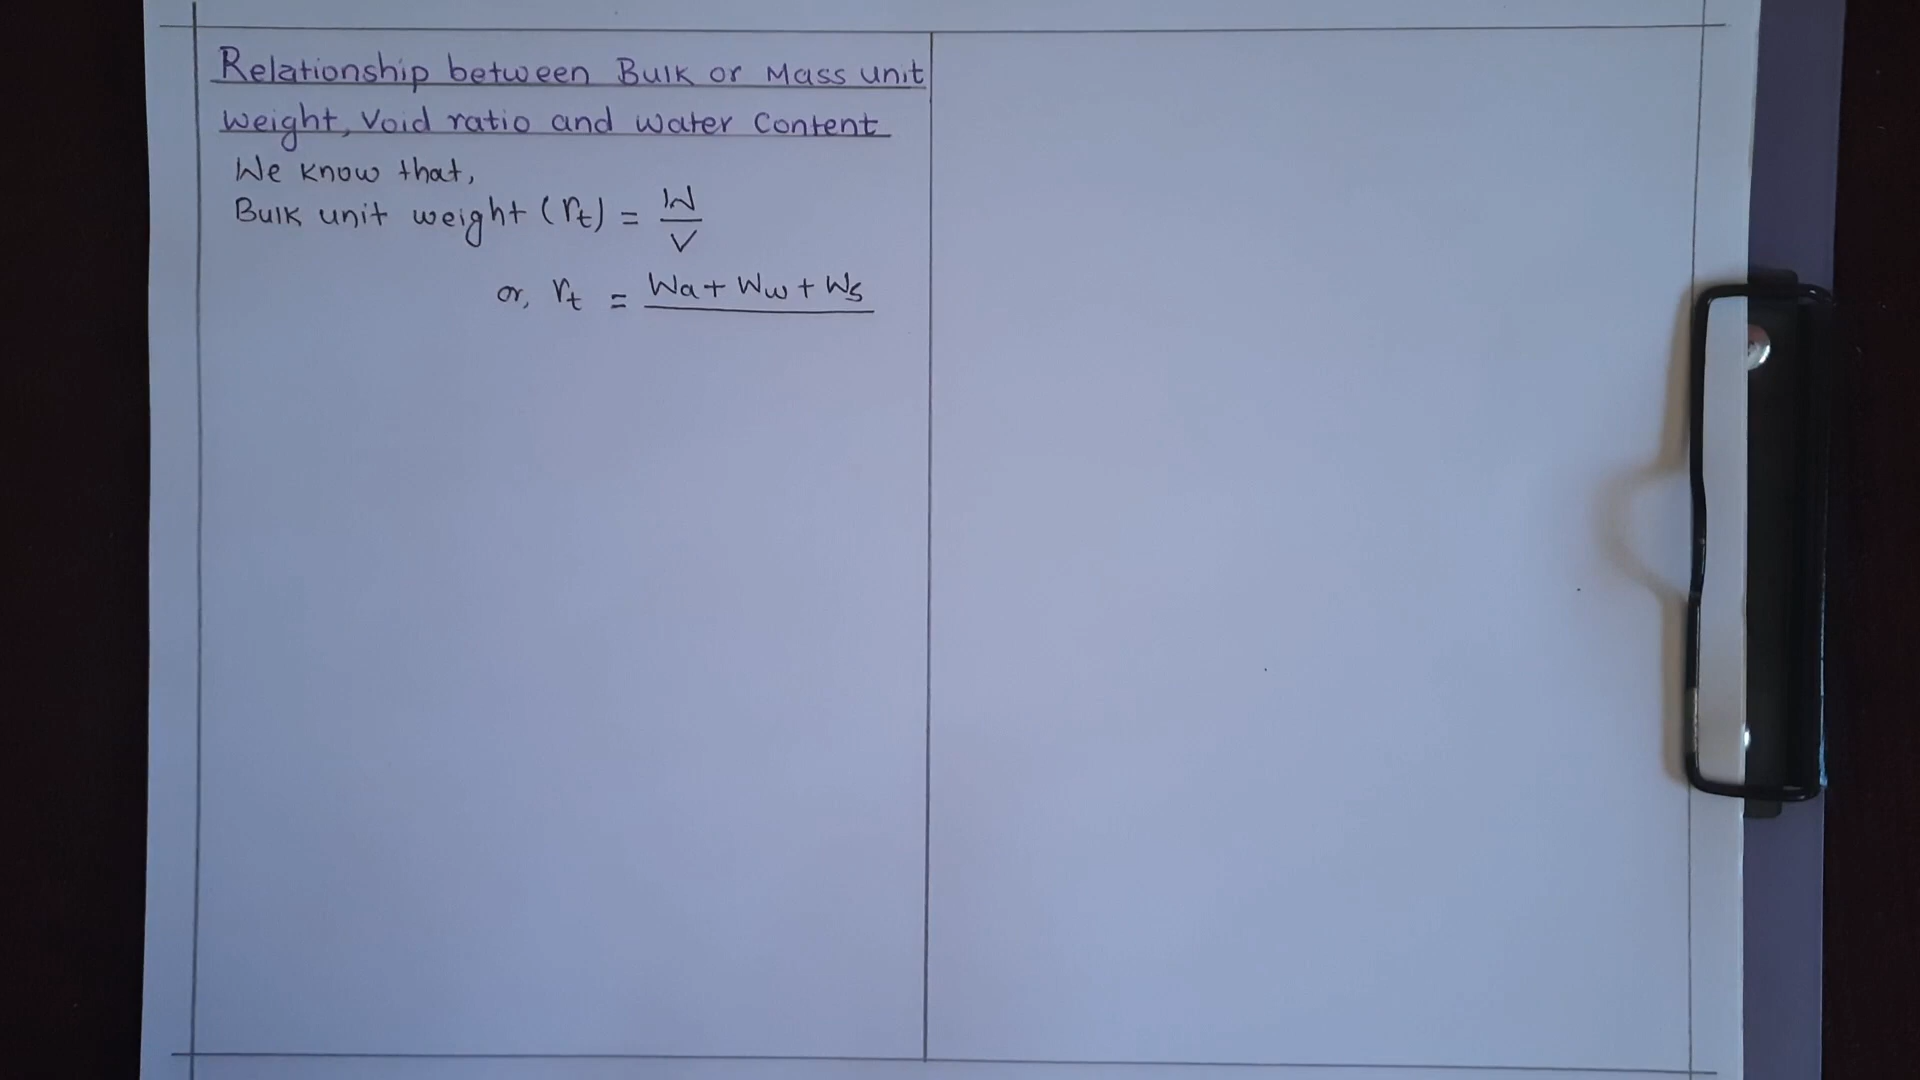 Relationship between Bulk or Mass unit
weight, Void ratio and water Content
We know that,
Bulk unit weight (γt) = W/V
or, γt = Wa + Ww + Ws